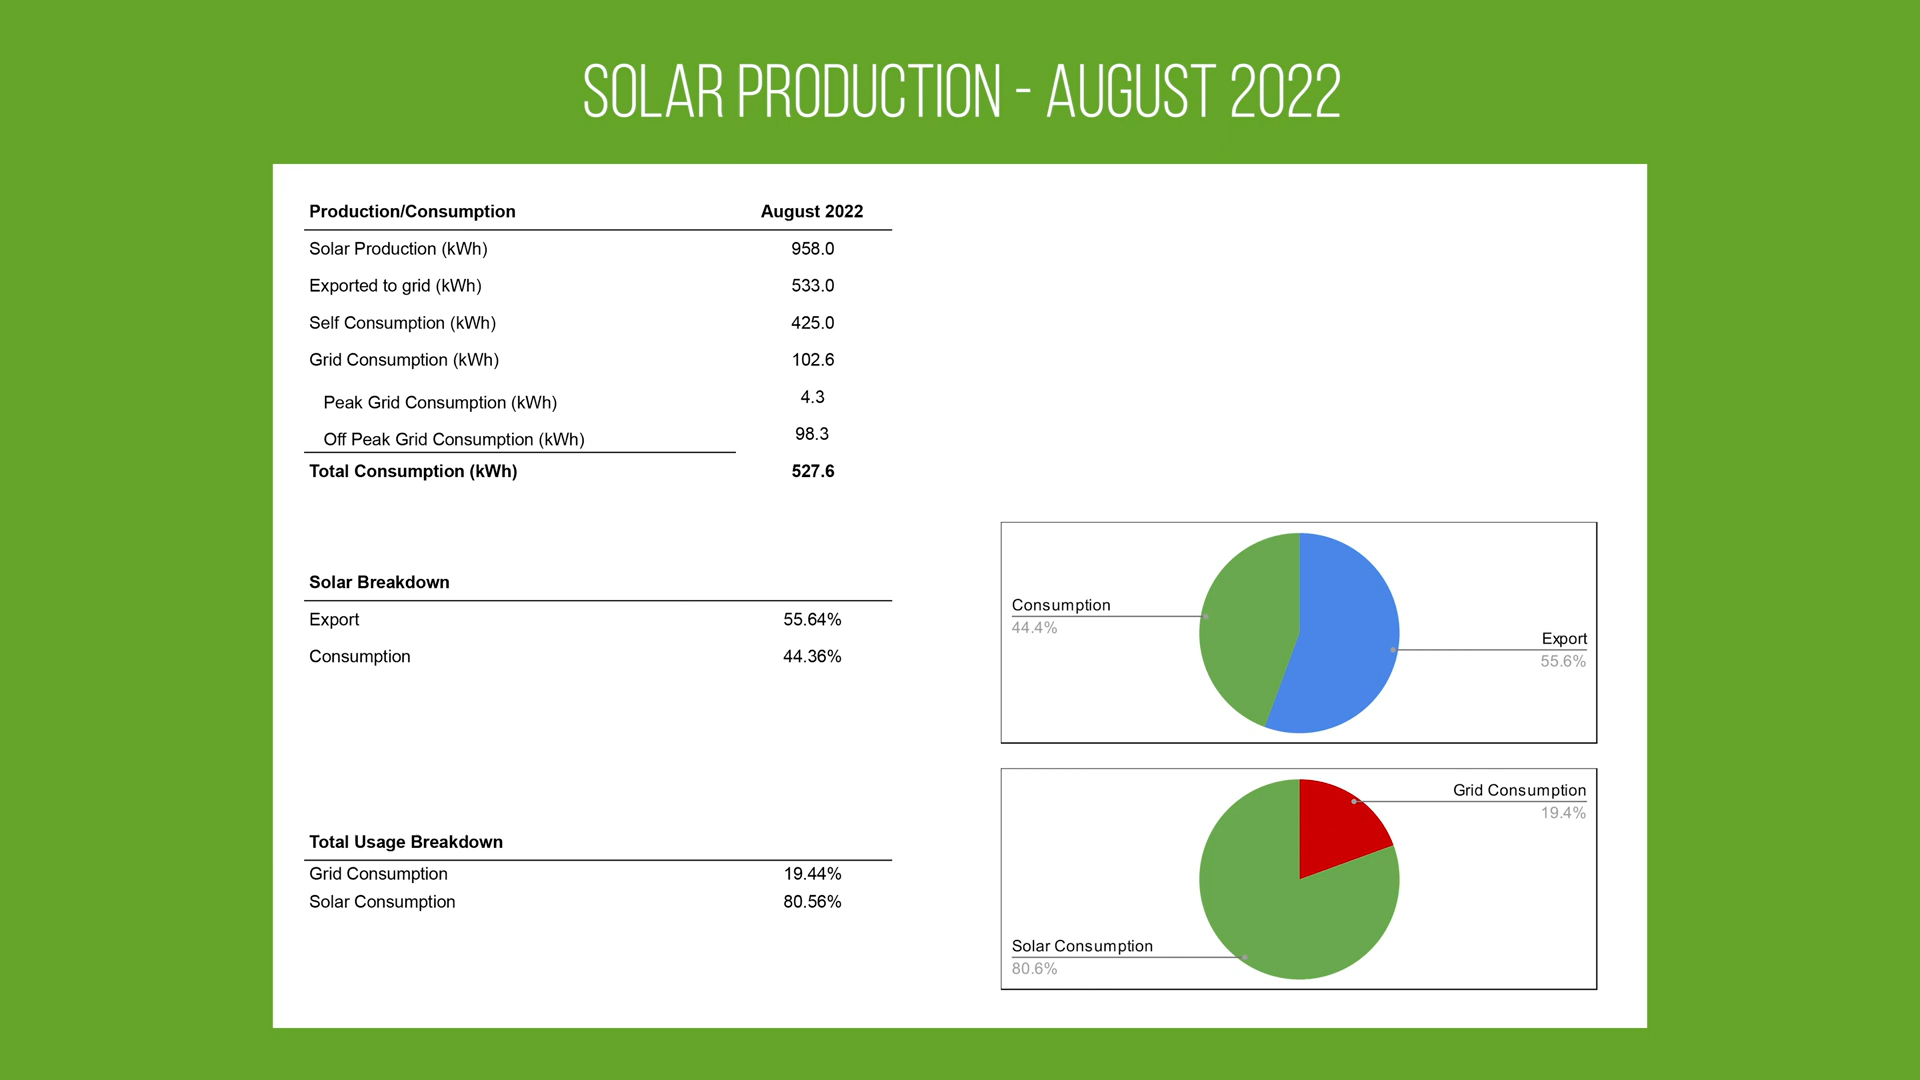 SOLAR PRODUCTION - AUGUST 2022
Production/Consumption August 2022
Solar Production (kWh) 958.0
Exported to grid (kWh) 533.0
Self Consumption (kWh) 425.0
Grid Consumption (kWh) 102.6
Peak Grid Consumption (kWh) 4.3
Off Peak Grid Consumption (kWh) 98.3
Total Consumption (kWh) 527.6
Solar Breakdown
Export 55.64%
Consumption 44.36%
Consumption
44.4%
Export
55.6%
Total Usage Breakdown
Grid Consumption 19.44%
Solar Consumption 80.56%
Grid Consumption
19.4%
Solar Consumption
80.6%